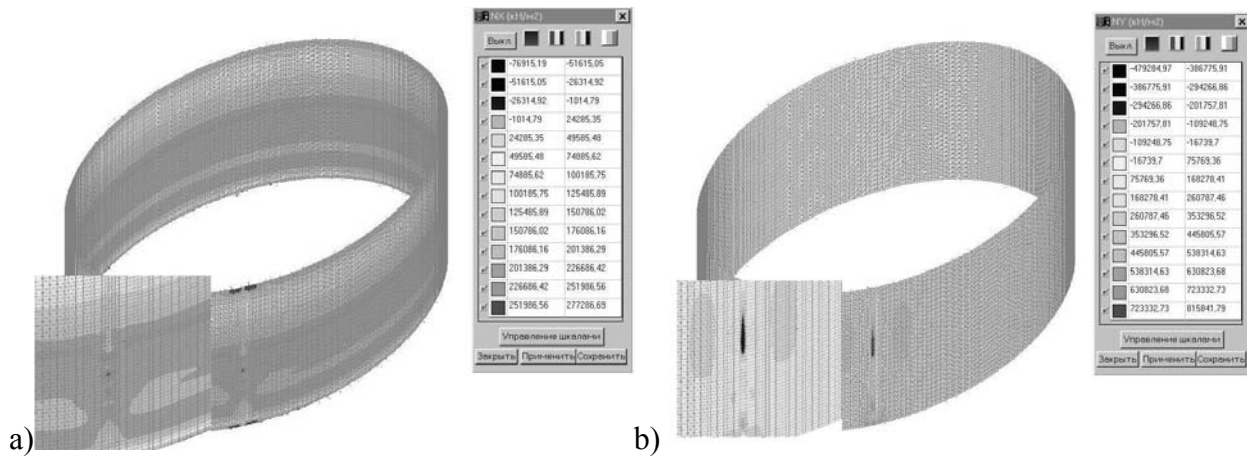 NX (кН/м2)
Выкл.
-76915,19 -51615,05
-51615,05 -26314,92
-26314,92 -1014,79
-1014,79 24285,35
24285,35 49585,48
49585,48 74885,62
74885,62 100185,75
100185,75 125485,89
125485,89 150786,02
150786,02 176086,16
176086,16 201386,29
201386,29 226686,42
226686,42 251986,56
251986,56 277286,69
Управление шкалами
Закрыть Применить Сохранить
a)
NY (кН/м2)
Выкл.
-479284,97 -386775,91
-386775,91 -294266,86
-294266,86 -201757,81
-201757,81 -109248,75
-109248,75 -16739,7
-16739,7 75769,36
75769,36 168278,41
168278,41 260787,46
260787,46 353296,52
353296,52 445805,57
445805,57 538314,63
538314,63 630823,68
630823,68 723332,73
723332,73 815841,79
Управление шкалами
Закрыть Применить Сохранить
b)